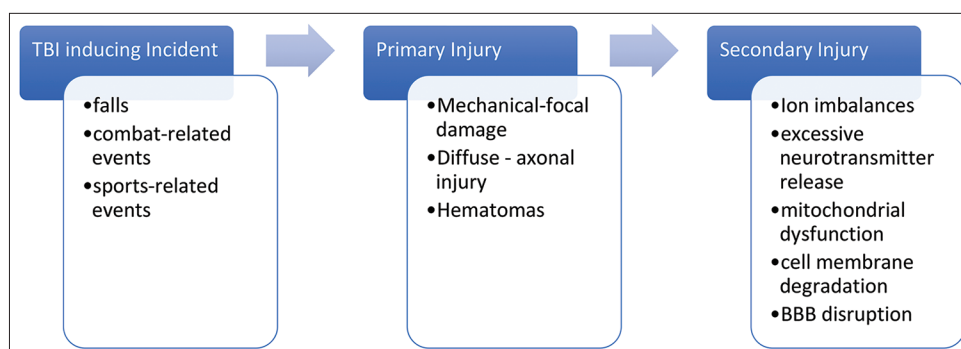 TBI inducing Incident
•falls
•combat-related
events
•sports-related
events
Primary Injury
•Mechanical-focal
damage
•Diffuse - axonal
injury
•Hematomas
Secondary Injury
•Ion imbalances
•excessive
neurotransmitter
release
•mitochondrial
dysfunction
•cell membrane
degradation
•BBB disruption